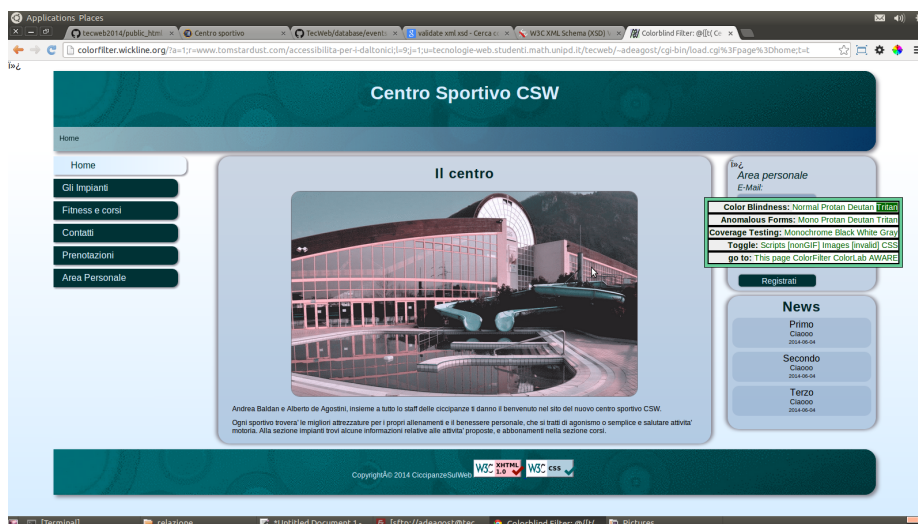 Applications Places
tecweb2014/public_html
Centro sportivo
TecWeb/database/events
validate xml xsd - Cerca c
W3C XML Schema (XSD) V
Colorblind Filter: @[[t( Ce
colorfilter.wickline.org/?a=1;r=www.tomstardust.com/accessibilita-per-i-daltonici;l=9;j=1;u=tecnologie-web.studenti.math.unipd.it/tecweb/~adeagost/cgi-bin/load.cgi%3Fpage%3Dhome;t=t
ï»¿
Centro Sportivo CSW
Home
Home
Gli Impianti
Fitness e corsi
Contatti
Prenotazioni
Area Personale
Il centro
Andrea Baldan e Alberto de Agostini, insieme a tutto lo staff delle ciccipanze ti danno il benvenuto nel sito del nuovo centro sportivo CSW.
Ogni sportivo trovera' le migliori attrezzature per i propri allenamenti e il benessere personale, che si tratti di agonismo o semplice e salutare attivita'
motoria. Alla sezione impianti trovi alcune informazioni relative alle attivita' proposte, e abbonamenti nella sezione corsi.
ï»¿
Area personale
E-Mail:
Color Blindness: Normal Protan Deutan Tritan
Anomalous Forms: Mono Protan Deutan Tritan
Coverage Testing: Monochrome Black White Gray
Toggle: Scripts [nonGIF] Images [invalid] CSS
go to: This page ColorFilter ColorLab AWARE
Registrati
News
Primo
Ciaooo
2014-06-04
Secondo
Ciaooo
2014-06-04
Terzo
Ciaooo
2014-06-04
CopyrightÂ© 2014 CiccipanzeSulWeb
W3C XHTML 1.0
W3C css
[Terminal]
relazione
*Untitled Document 1 -
[sftp://adeagost@tec
Colorblind Filter: @[[t(
Pictures